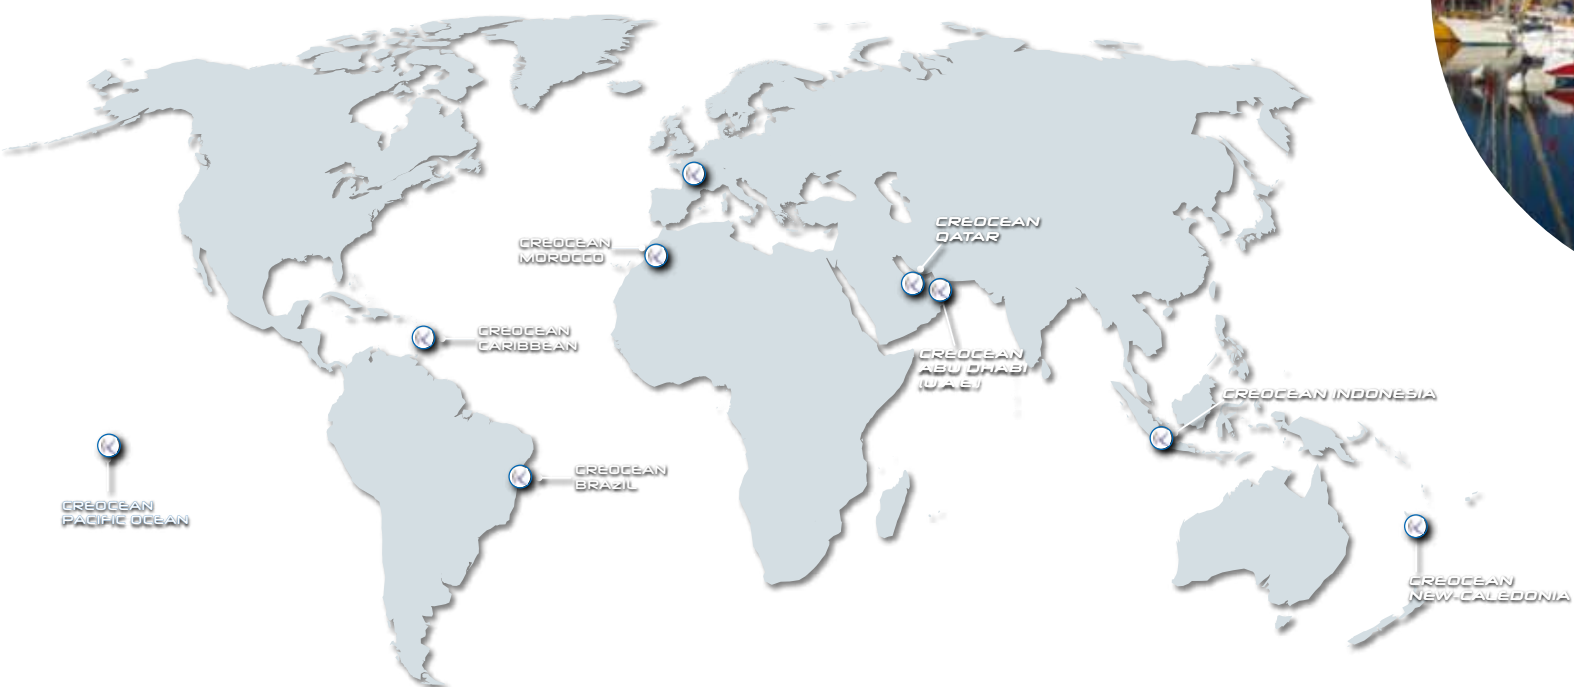 CREOCEAN
QATAR
CREOCEAN
MOROCCO
CREOCEAN
CARIBBEAN
CREOCEAN
ABU DHABI
(U.A.E.)
CREOCEAN INDONESIA
CREOCEAN
BRAZIL
CREOCEAN
PACIFIC OCEAN
CREOCEAN
NEW-CALEDONIA